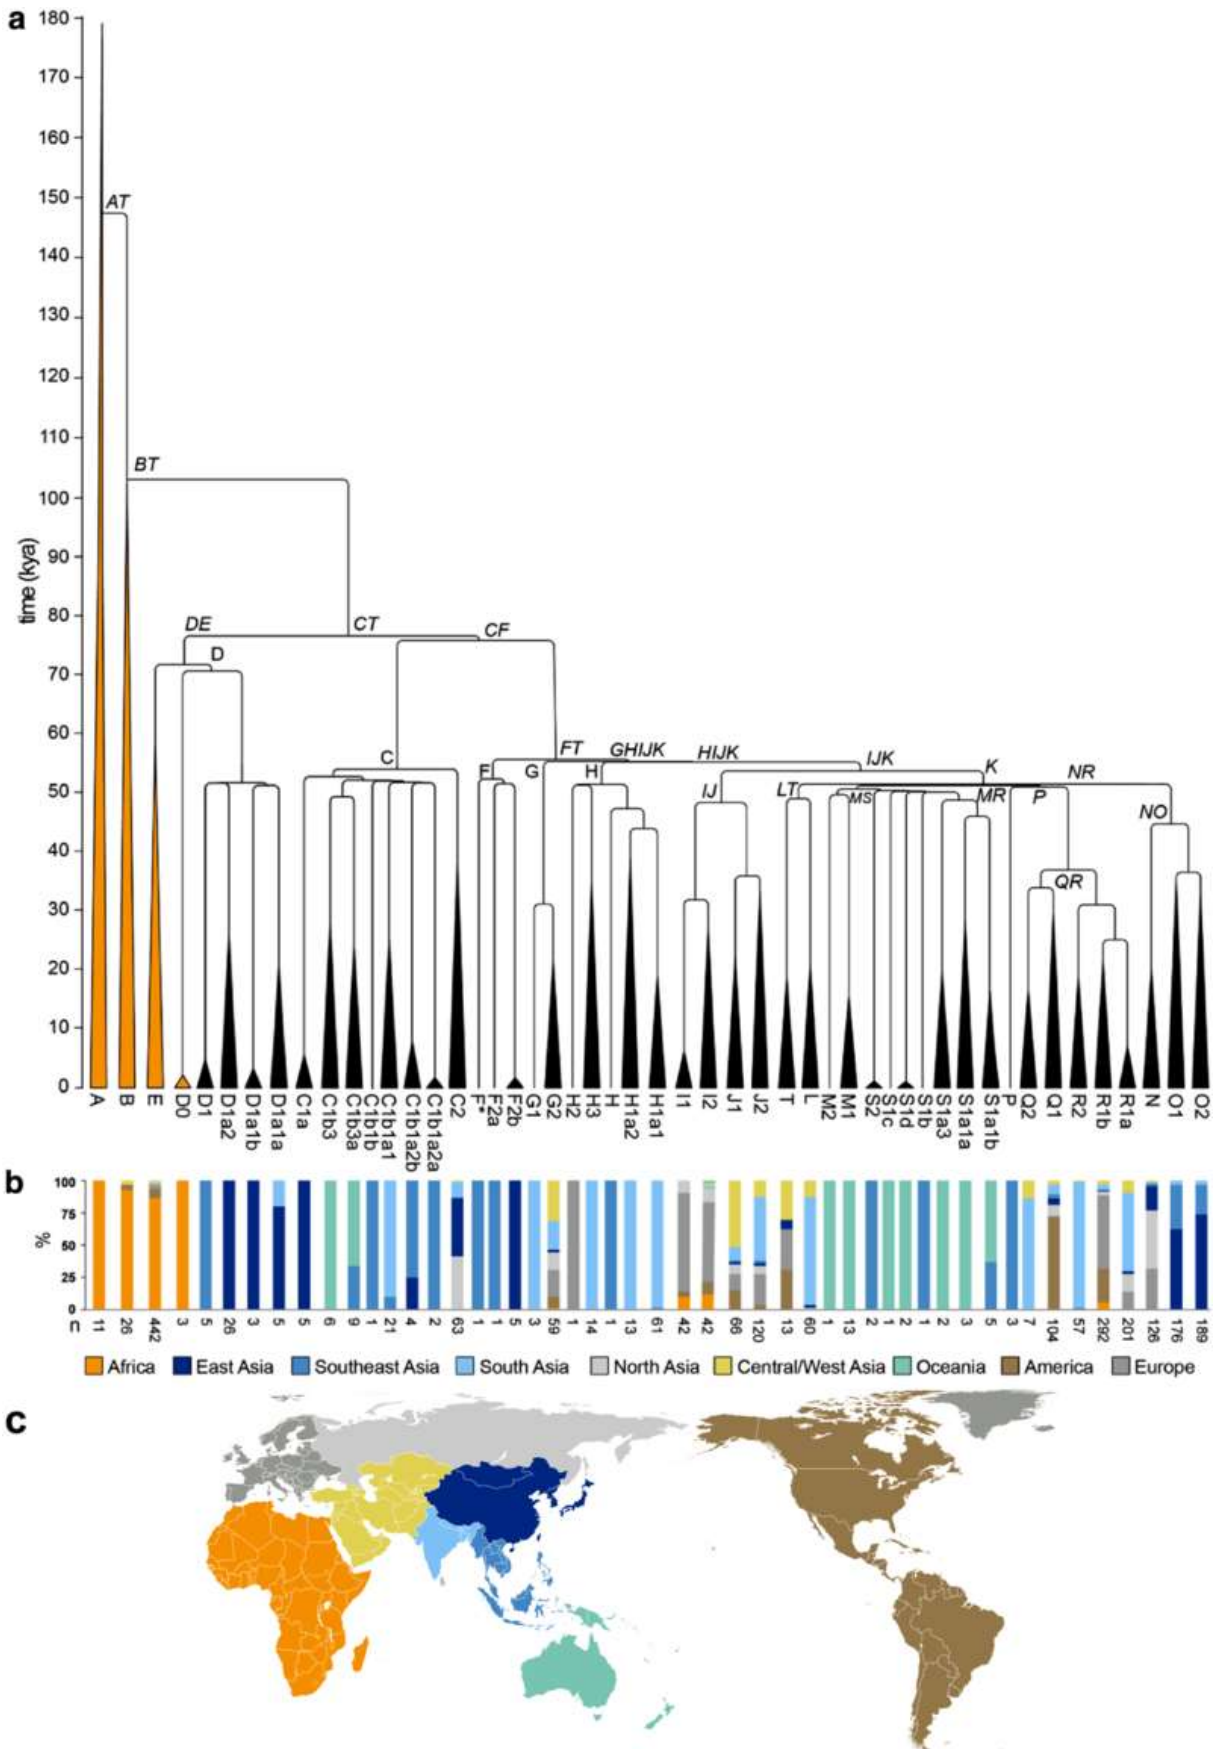 a
180
170
160
150
140
130
120
110
100
90
80
70
60
50
40
30
20
10
0
time (kya)
AT
BT
DE
CT
CF
D
FT
GHIJK
HIJK
IJK
C
F
G
H
K
NR
IJ
LT
MS
MR
P
NO
QR
A B E D0 D1 D1a2 D1a1b D1a1a C1a C1b3 C1b3a C1b1b C1b1a1 C1b1a2b C1b1a2a C2 F* F2a F2b G1 G2 H2 H3 H H1a2 H1a1 I1 I2 J1 J2 T L M2 M1 S2 S1c S1d S1b S1a3 S1a1a S1a1b P Q2 Q1 R2 R1b R1a N O1 O2
b
100
75
50
25
0
%
n 11 26 442 3 5 26 3 5 5 6 9 1 21 4 2 63 1 1 5 3 59 1 14 1 13 61 42 42 66 120 13 60 1 13 2 1 2 1 2 3 5 3 7 104 57 292 201 126 176 189
Africa East Asia Southeast Asia South Asia North Asia Central/West Asia Oceania America Europe
c